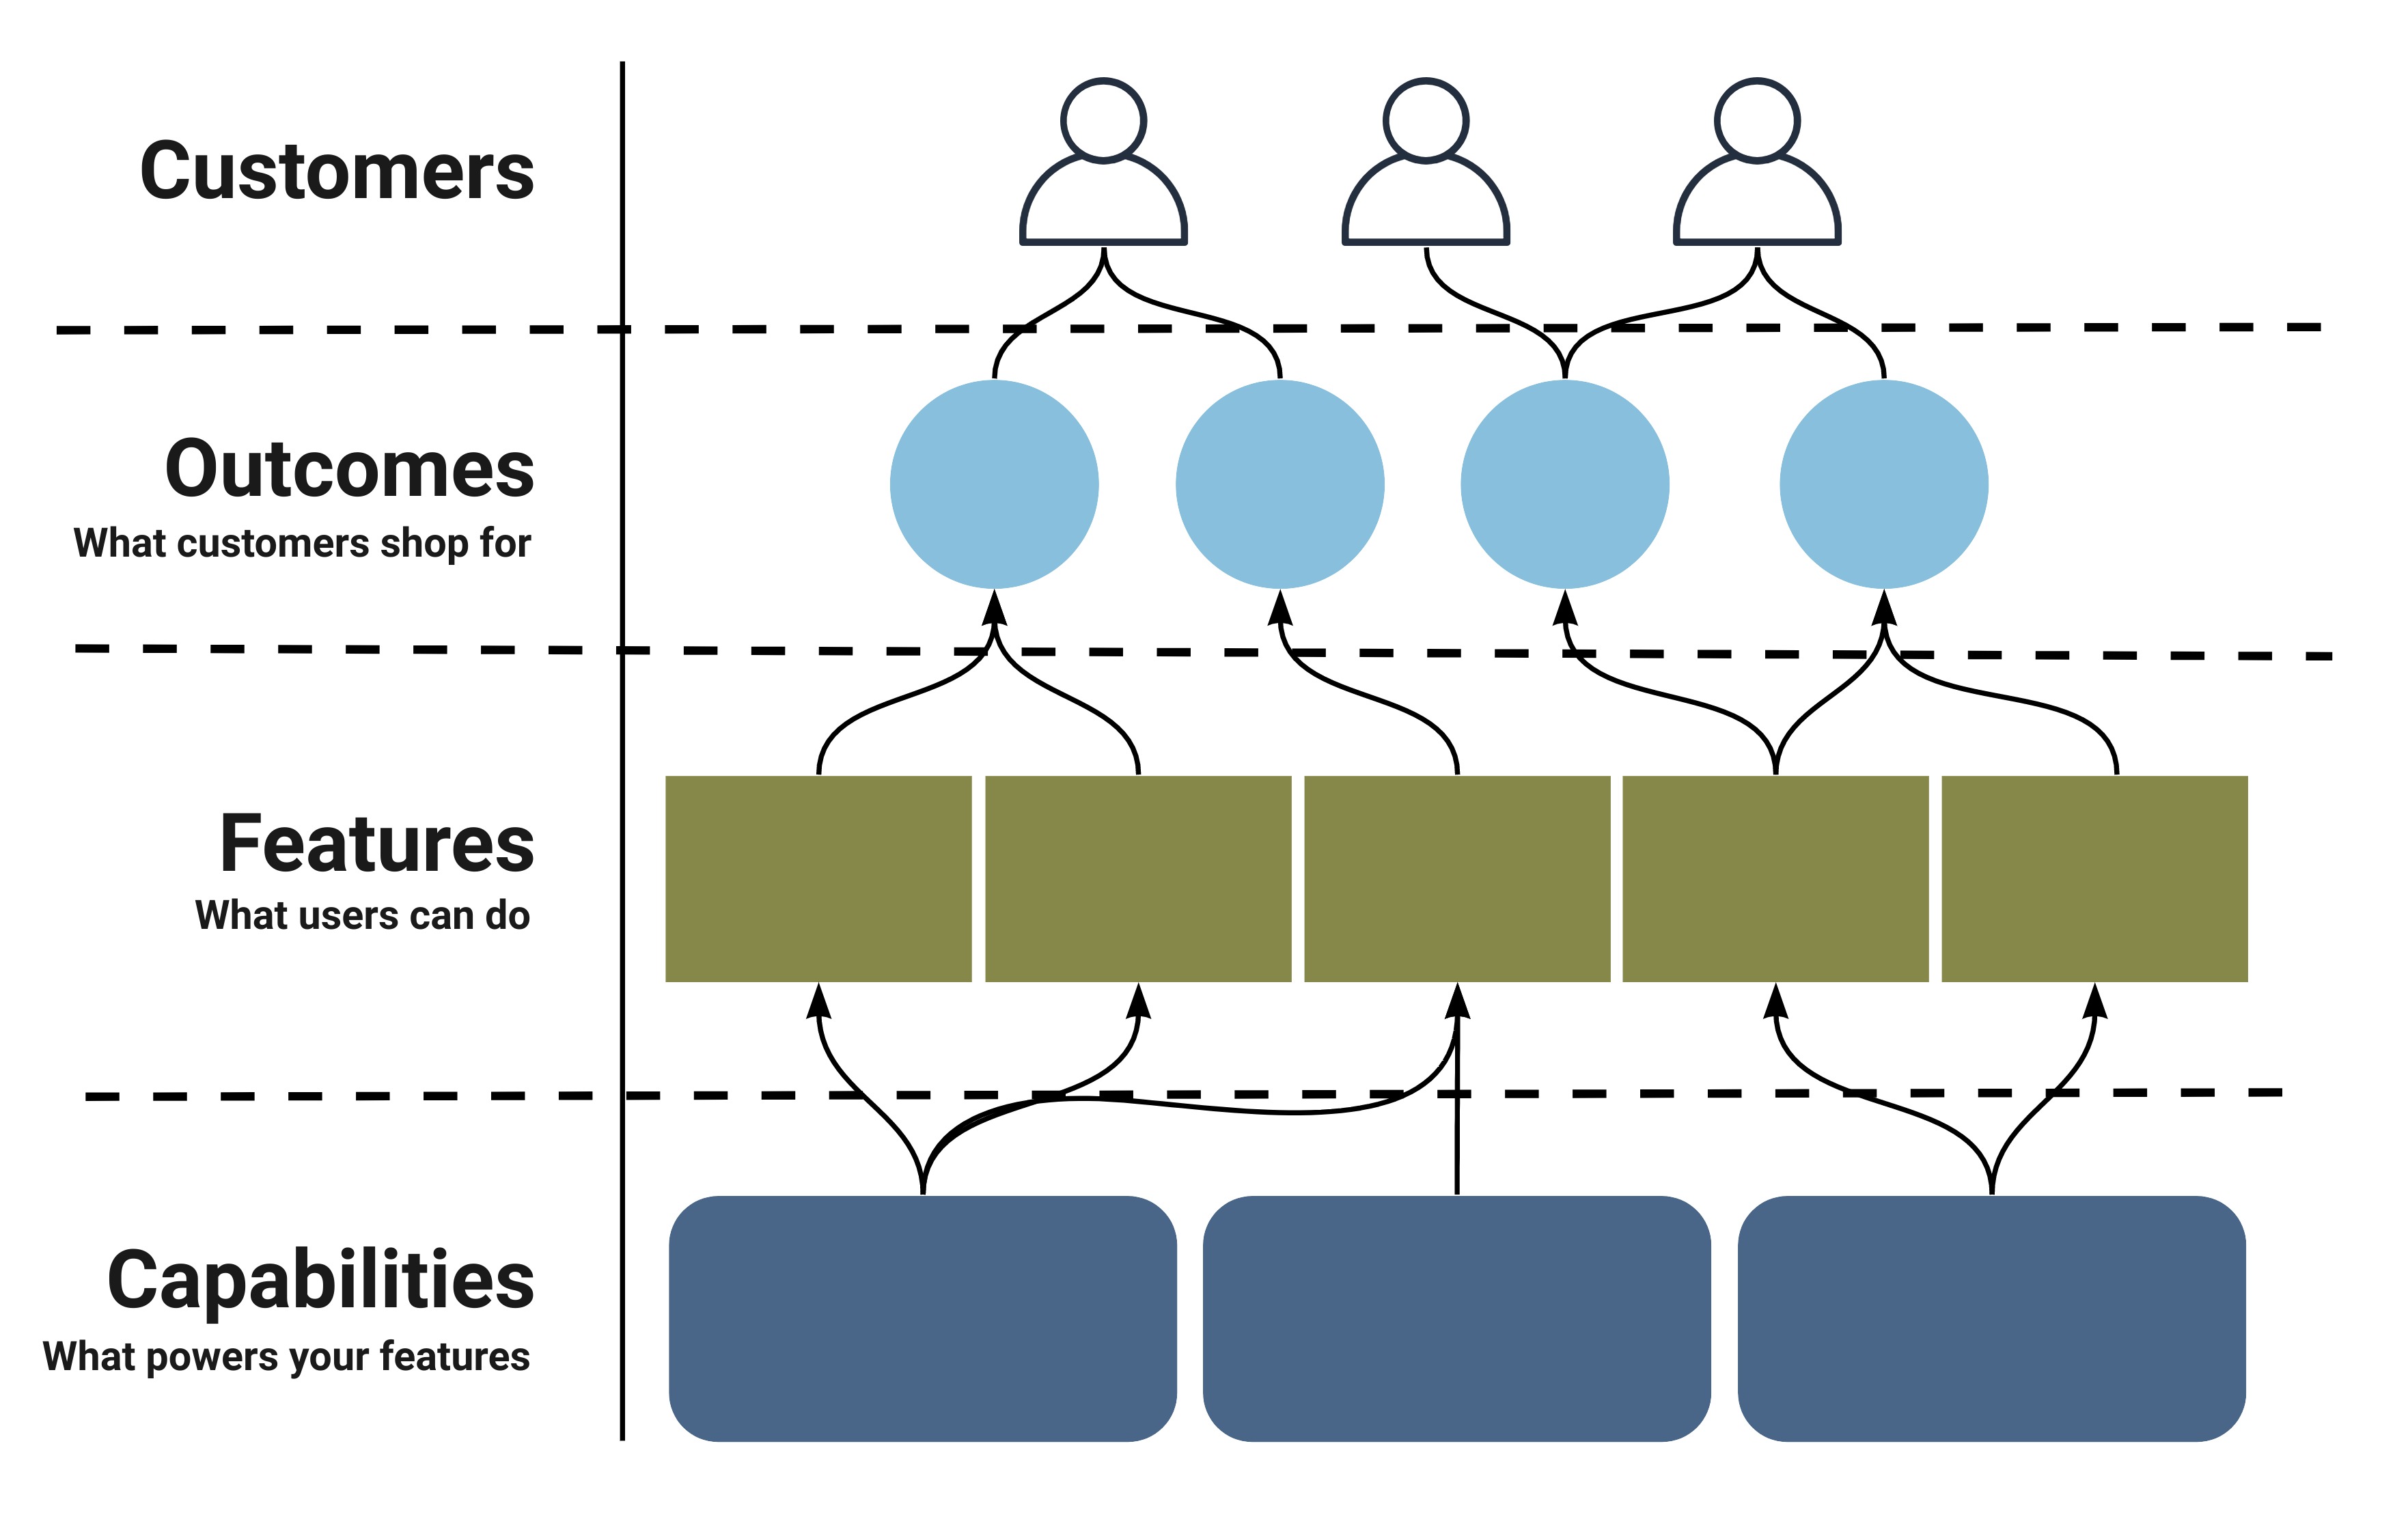 Customers
Outcomes
What customers shop for
Features
What users can do
Capabilities
What powers your features